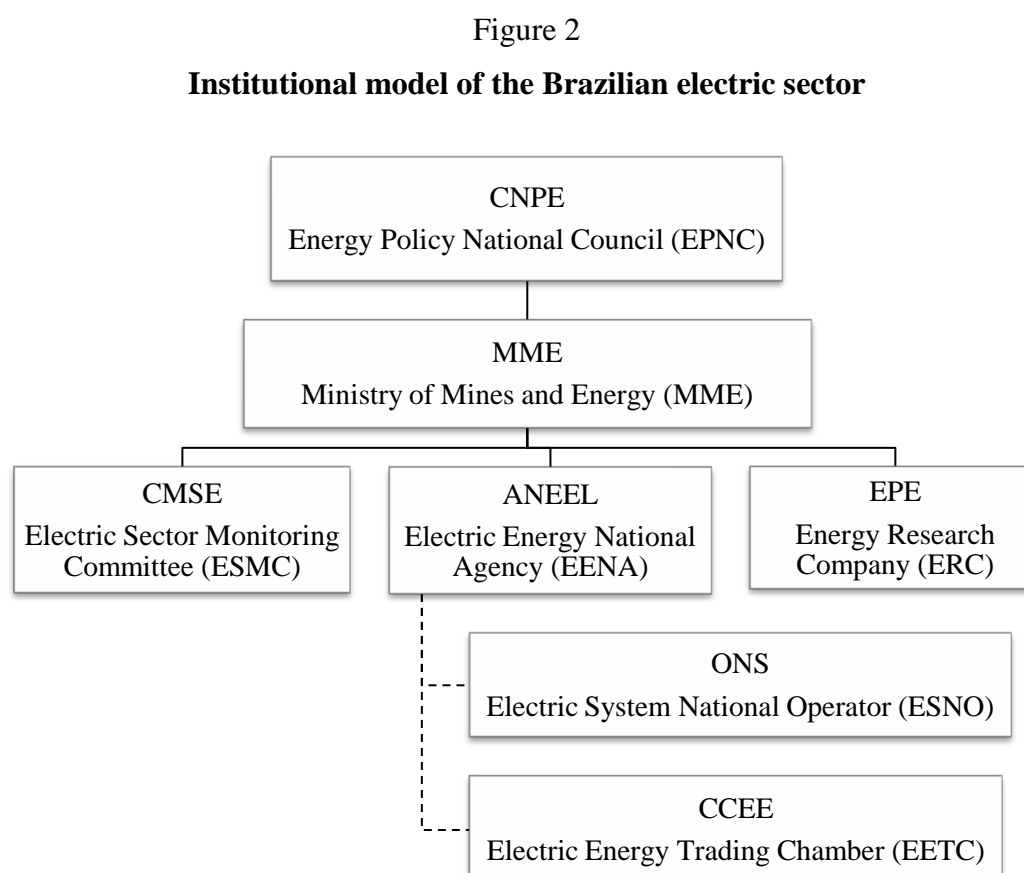 Figure 2
Institutional model of the Brazilian electric sector
CNPE
Energy Policy National Council (EPNC)
MME
Ministry of Mines and Energy (MME)
CMSE
Electric Sector Monitoring
Committee (ESMC)
ANEEL
Electric Energy National
Agency (EENA)
EPE
Energy Research
Company (ERC)
ONS
Electric System National Operator (ESNO)
CCEE
Electric Energy Trading Chamber (EETC)